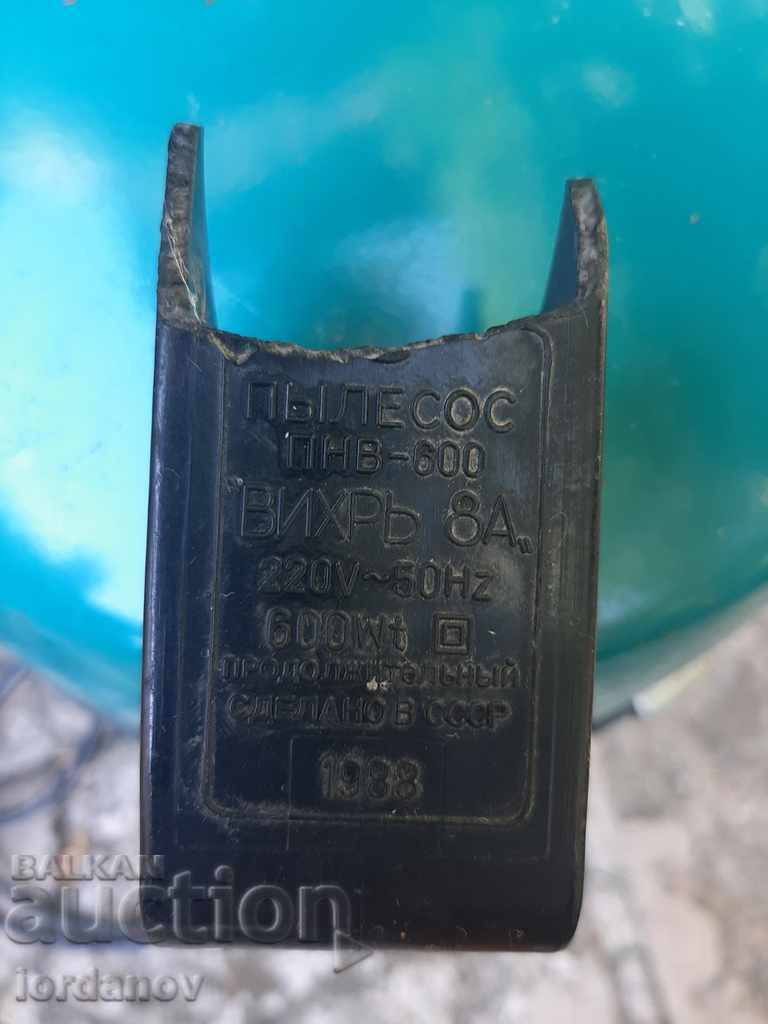 ПЫЛЕСОС
ПНВ-600
"ВИХРЬ 8А„
220V~50Hz
600Wt
ПРОДОЛЖИТЕЛЬНЫЙ
СДЕЛАНО В СССР
1988
BALKAN
auction
iordanov